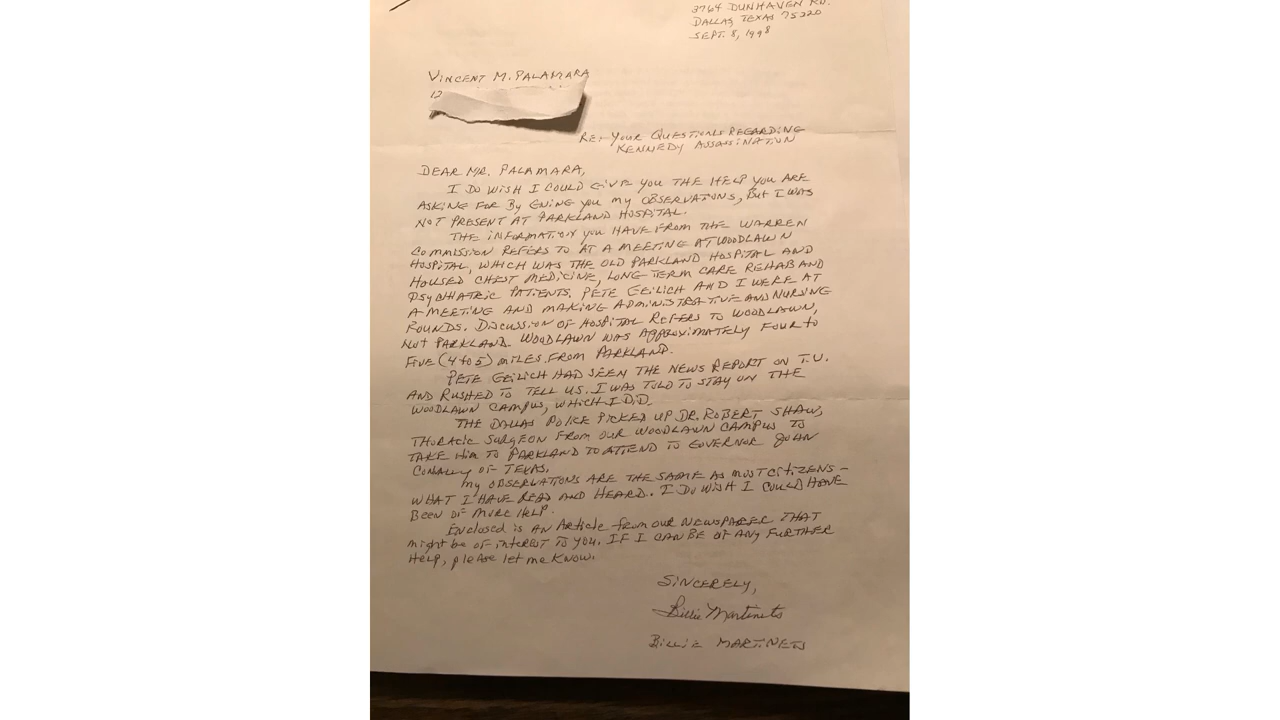 3764 DUNHAVEN RD.
DALLAS, TEXAS 75220
SEPT. 8, 1998
VINCENT M. PALAMARA
12
RE: YOUR QUESTIONS REGARDING
KENNEDY ASSASSINATION
DEAR MR. PALAMARA,
I DO WISH I COULD GIVE YOU THE HELP YOU ARE
ASKING FOR BY GIVING YOU MY OBSERVATIONS, BUT I WAS
NOT PRESENT AT PARKLAND HOSPITAL.
THE INFORMATION YOU HAVE FROM THE WARREN
COMMISSION REFERS TO AT A MEETING AT WOODLAWN
HOSPITAL, WHICH WAS THE OLD PARKLAND HOSPITAL AND
HOUSED CHEST MEDICINE, LONG TERM CARE REHAB AND
PSYCHIATRIC PATIENTS. PETE GEILICH AND I WERE AT
A MEETING AND MAKING ADMINISTRATIVE AND NURSING
ROUNDS. DISCUSSION OF HOSPITAL REFERS TO WOODLAWN,
NOT PARKLAND. WOODLAWN WAS APPROXIMATELY FOUR TO
FIVE (4 TO 5) MILES FROM PARKLAND.
PETE GEILICH HAD SEEN THE NEWS REPORT ON T.V.
AND RUSHED TO TELL US. I WAS TOLD TO STAY ON THE
WOODLAWN CAMPUS, WHICH I DID.
THE DALLAS POLICE PICKED UP DR. ROBERT SHAW,
THORACIC SURGEON FROM OUR WOODLAWN CAMPUS TO
TAKE HIM TO PARKLAND TO ATTEND TO GOVERNOR JOHN
CONALLY OF TEXAS.
MY OBSERVATIONS ARE THE SAME AS MOST CITIZENS -
WHAT I HAVE READ AND HEARD. I DO WISH I COULD HAVE
BEEN OF MORE HELP.
ENCLOSED IS AN ARTICLE FROM OUR NEWSPAPER THAT
MIGHT BE OF INTEREST TO YOU. IF I CAN BE OF ANY FURTHER
HELP, PLEASE LET ME KNOW.
SINCERELY,
Billie Martinets
BILLIE MARTINETS